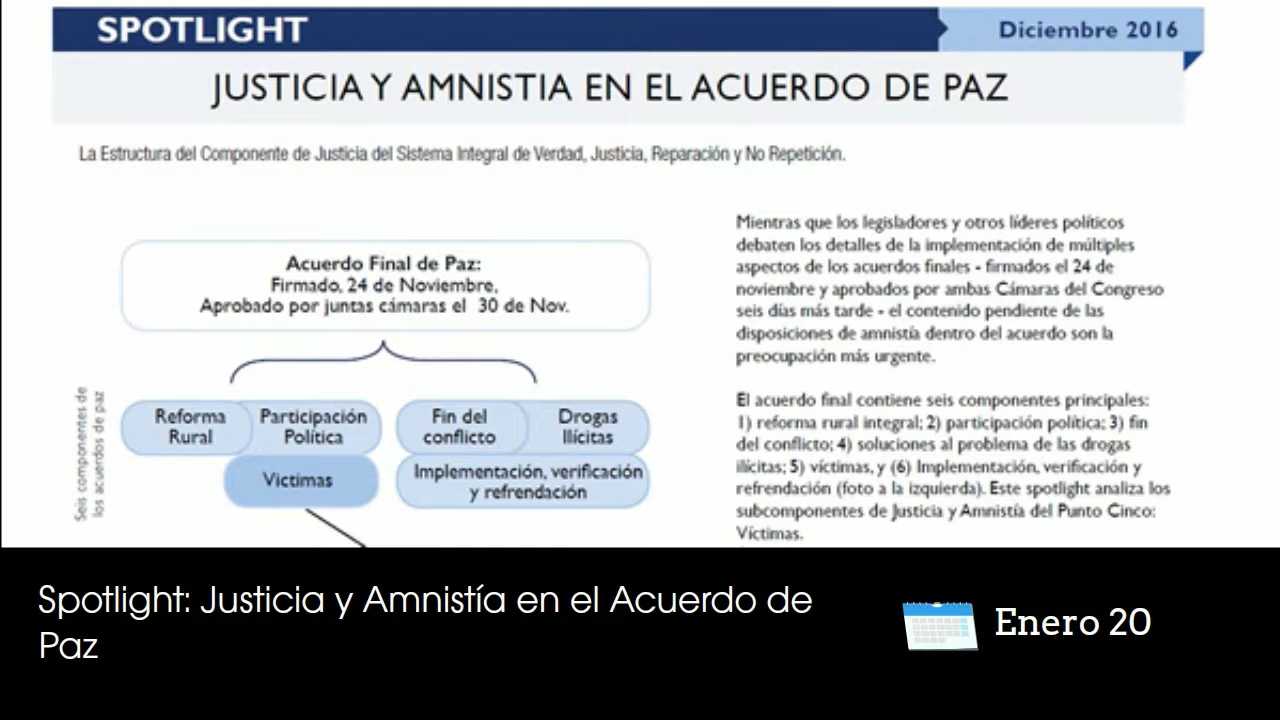 SPOTLIGHT
Diciembre 2016
JUSTICIA Y AMNISTIA EN EL ACUERDO DE PAZ
La Estructura del Componente de Justicia del Sistema Integral de Verdad, Justicia, Reparación y No Repetición.
Acuerdo Final de Paz:
Firmado, 24 de Noviembre,
Aprobado por juntas cámaras el 30 de Nov.
Seis componentes de
los acuerdos de paz
Reforma
Rural
Participación
Política
Fin del
conflicto
Drogas
Ilícitas
Victimas
Implementación, verificación
y refrendación
Mientras que los legisladores y otros líderes políticos
debaten los detalles de la implementación de múltiples
aspectos de los acuerdos finales - firmados el 24 de
noviembre y aprobados por ambas Cámaras del Congreso
seis días más tarde - el contenido pendiente de las
disposiciones de amnistía dentro del acuerdo son la
preocupación más urgente.
El acuerdo final contiene seis componentes principales:
1) reforma rural integral; 2) participación política; 3) fin
del conflicto; 4) soluciones al problema de las drogas
ilícitas; 5) víctimas, y (6) Implementación, verificación y
refrendación (foto a la izquierda). Este spotlight analiza los
subcomponentes de Justicia y Amnistía del Punto Cinco:
Víctimas.
Spotlight: Justicia y Amnistía en el Acuerdo de
Paz
Enero 20